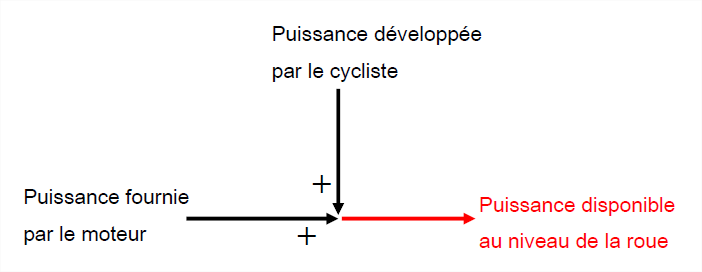 Puissance développée
par le cycliste
+
Puissance fournie
par le moteur
+
Puissance disponible
au niveau de la roue